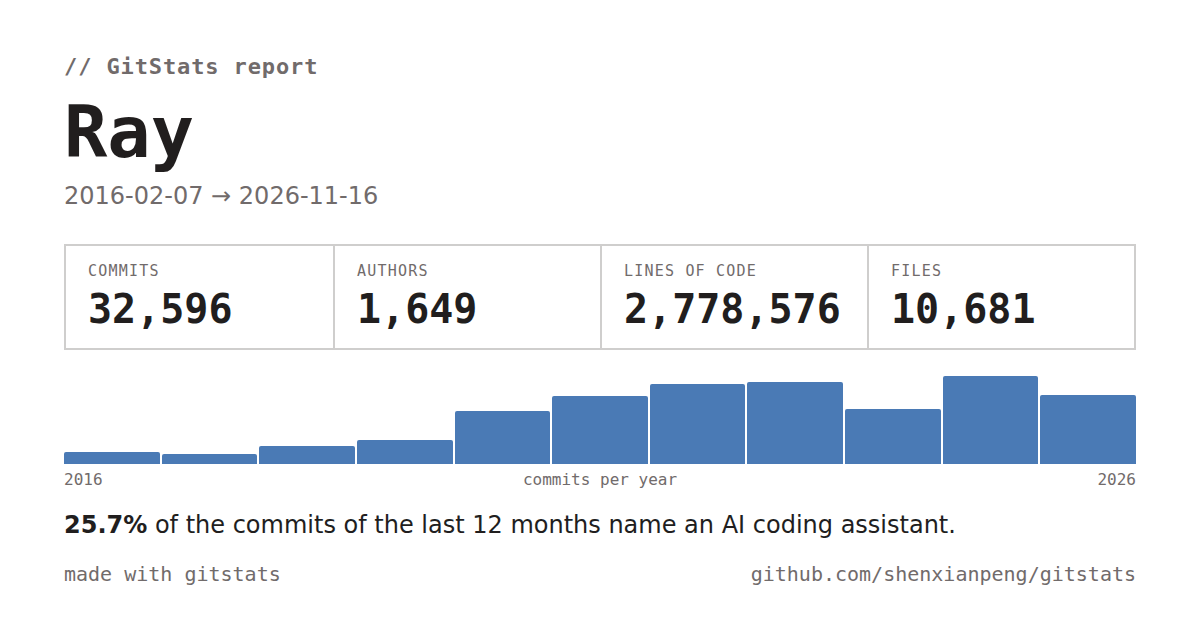 // GitStats report
Ray
2016-02-07 → 2026-11-16
COMMITS AUTHORS LINES OF CODE FILES
32,596 1,649 2,778,576 10,681
2016 commits per year 2026
25.7% of the commits of the last 12 months name an AI coding assistant.
made with gitstats github.com/shenxianpeng/gitstats